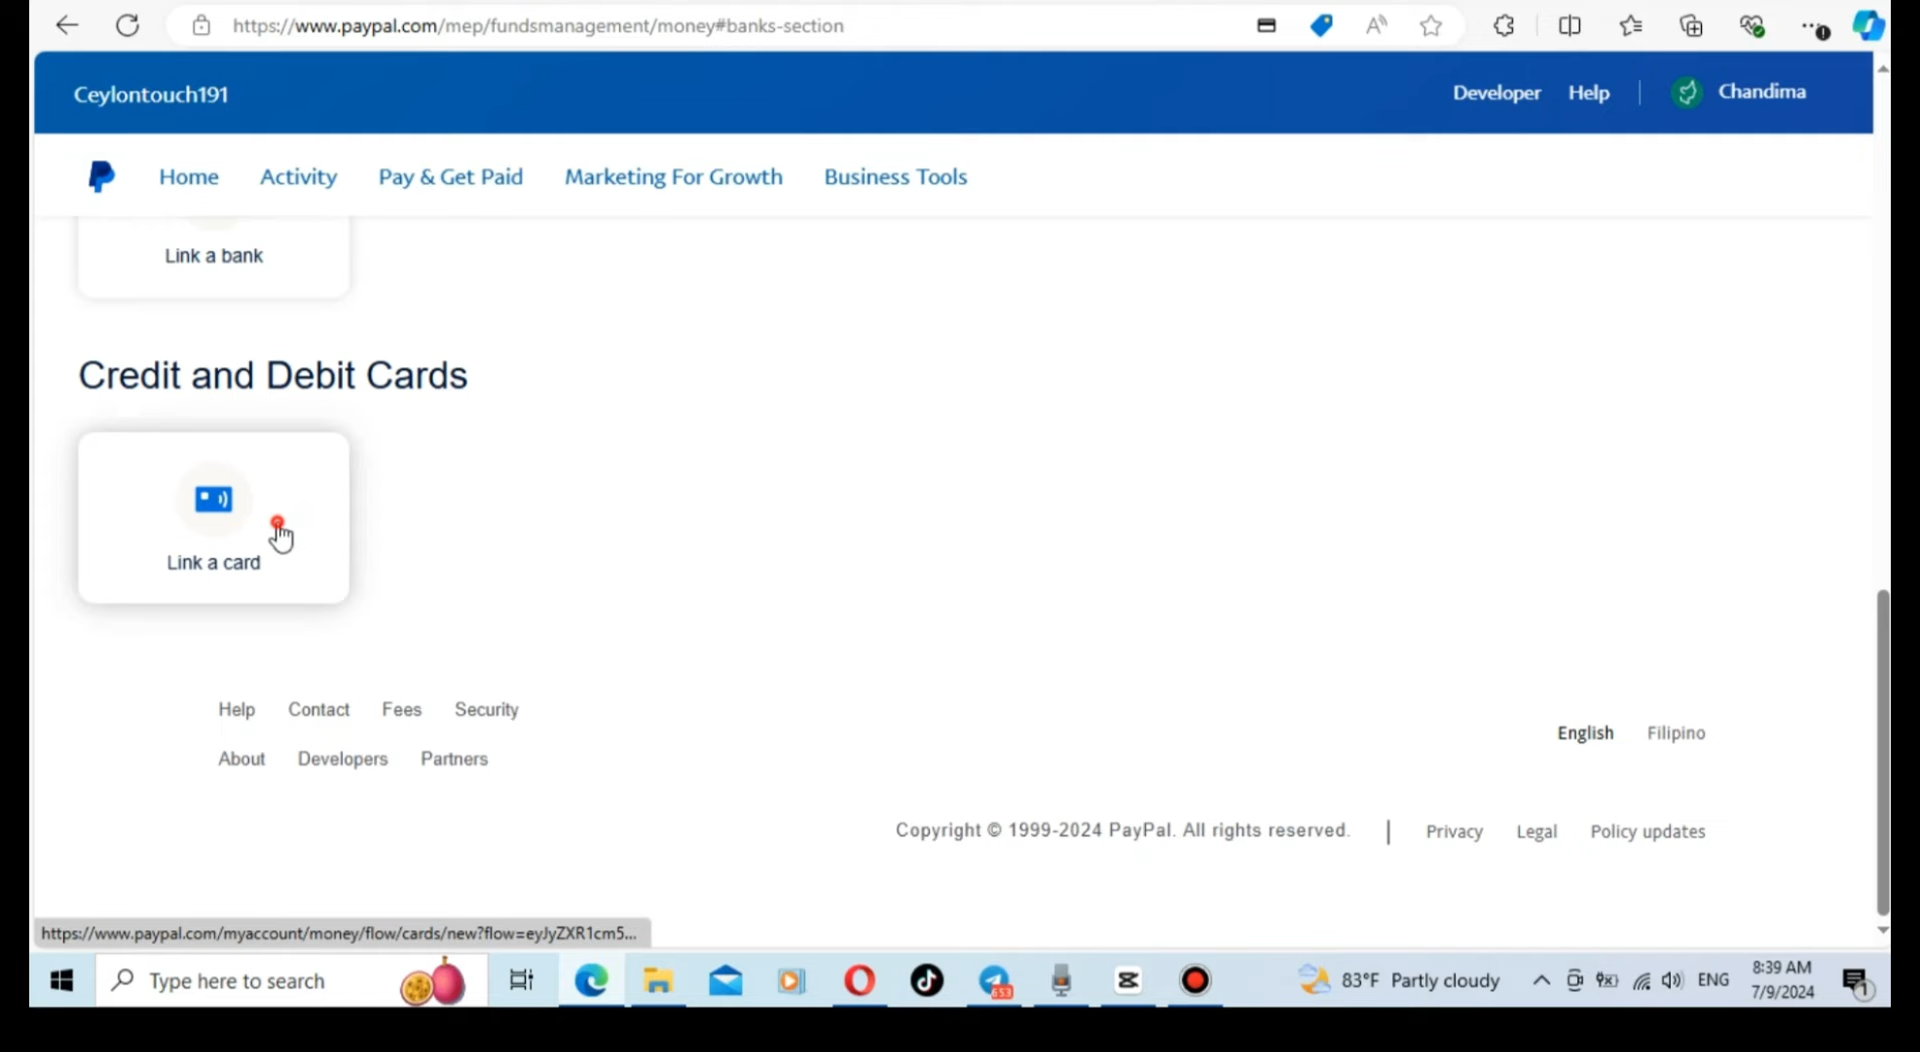 https://www.paypal.com/mep/fundsmanagement/money#banks-section
Ceylontouch191
Developer Help Chandima
Home Activity Pay & Get Paid Marketing For Growth Business Tools
Link a bank
Credit and Debit Cards
Link a card
Help Contact Fees Security
About Developers Partners
English Filipino
Copyright © 1999-2024 PayPal. All rights reserved. | Privacy Legal Policy updates
https://www.paypal.com/myaccount/money/flow/cards/new?flow=eyJyZXR1cm5...
Type here to search
653
83°F Partly cloudy
ENG
8:39 AM
7/9/2024
1